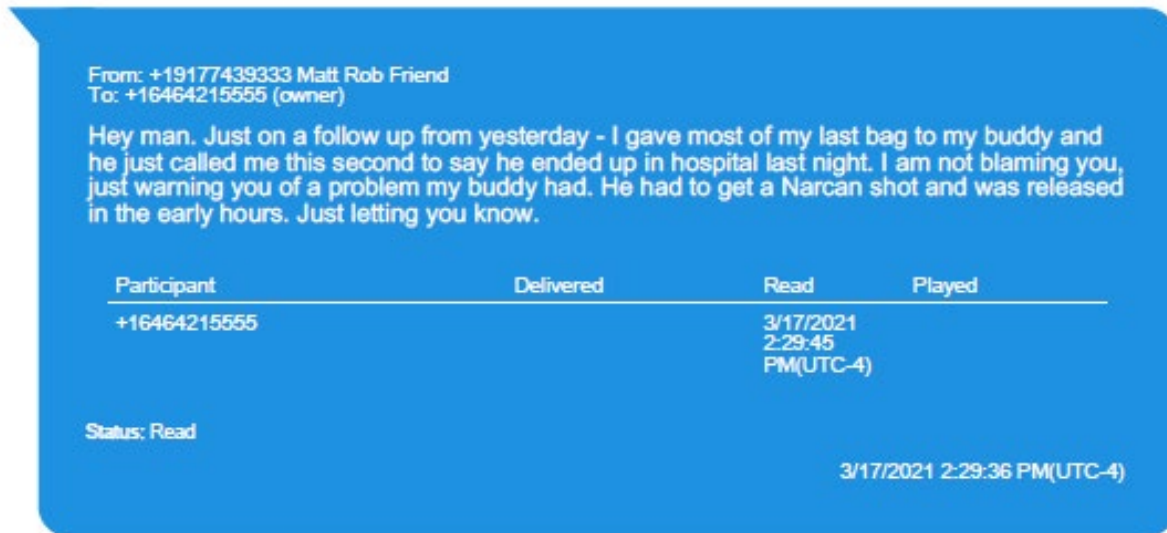 From: +19177439333 Matt Rob Friend
To: +16464215555 (owner)
Hey man. Just on a follow up from yesterday - I gave most of my last bag to my buddy and
he just called me this second to say he ended up in hospital last night. I am not blaming you,
just warning you of a problem my buddy had. He had to get a Narcan shot and was released
in the early hours. Just letting you know.
Participant Delivered Read Played
+16464215555 3/17/2021
2:29:45
PM(UTC-4)
Status: Read
3/17/2021 2:29:36 PM(UTC-4)